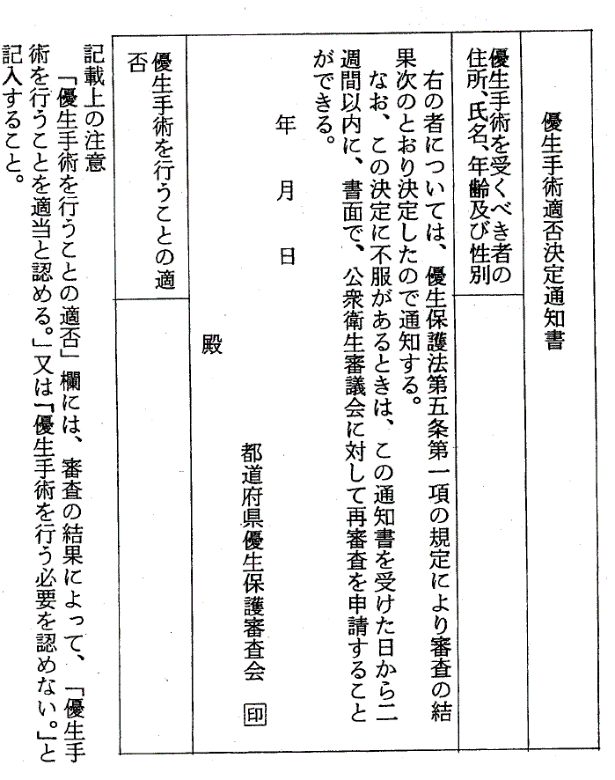 優生手術適否決定通知書
優生手術を受くべき者の
住所、氏名、年齢及び性別
右の者については、優生保護法第五条第一項の規定により審査の結
果次のとおり決定したので通知する。
なお、この決定に不服があるときは、この通知書を受けた日から二
週間以内に、書面で、公衆衛生審議会に対して再審査を申請すること
ができる。
年　月　日
都道府県優生保護審査会　印
殿
優生手術を行うことの適
否
記載上の注意
「優生手術を行うことの適否」欄には、審査の結果によって、「優生手
術を行うことを適当と認める。」又は「優生手術を行う必要を認めない。」と
記入すること。